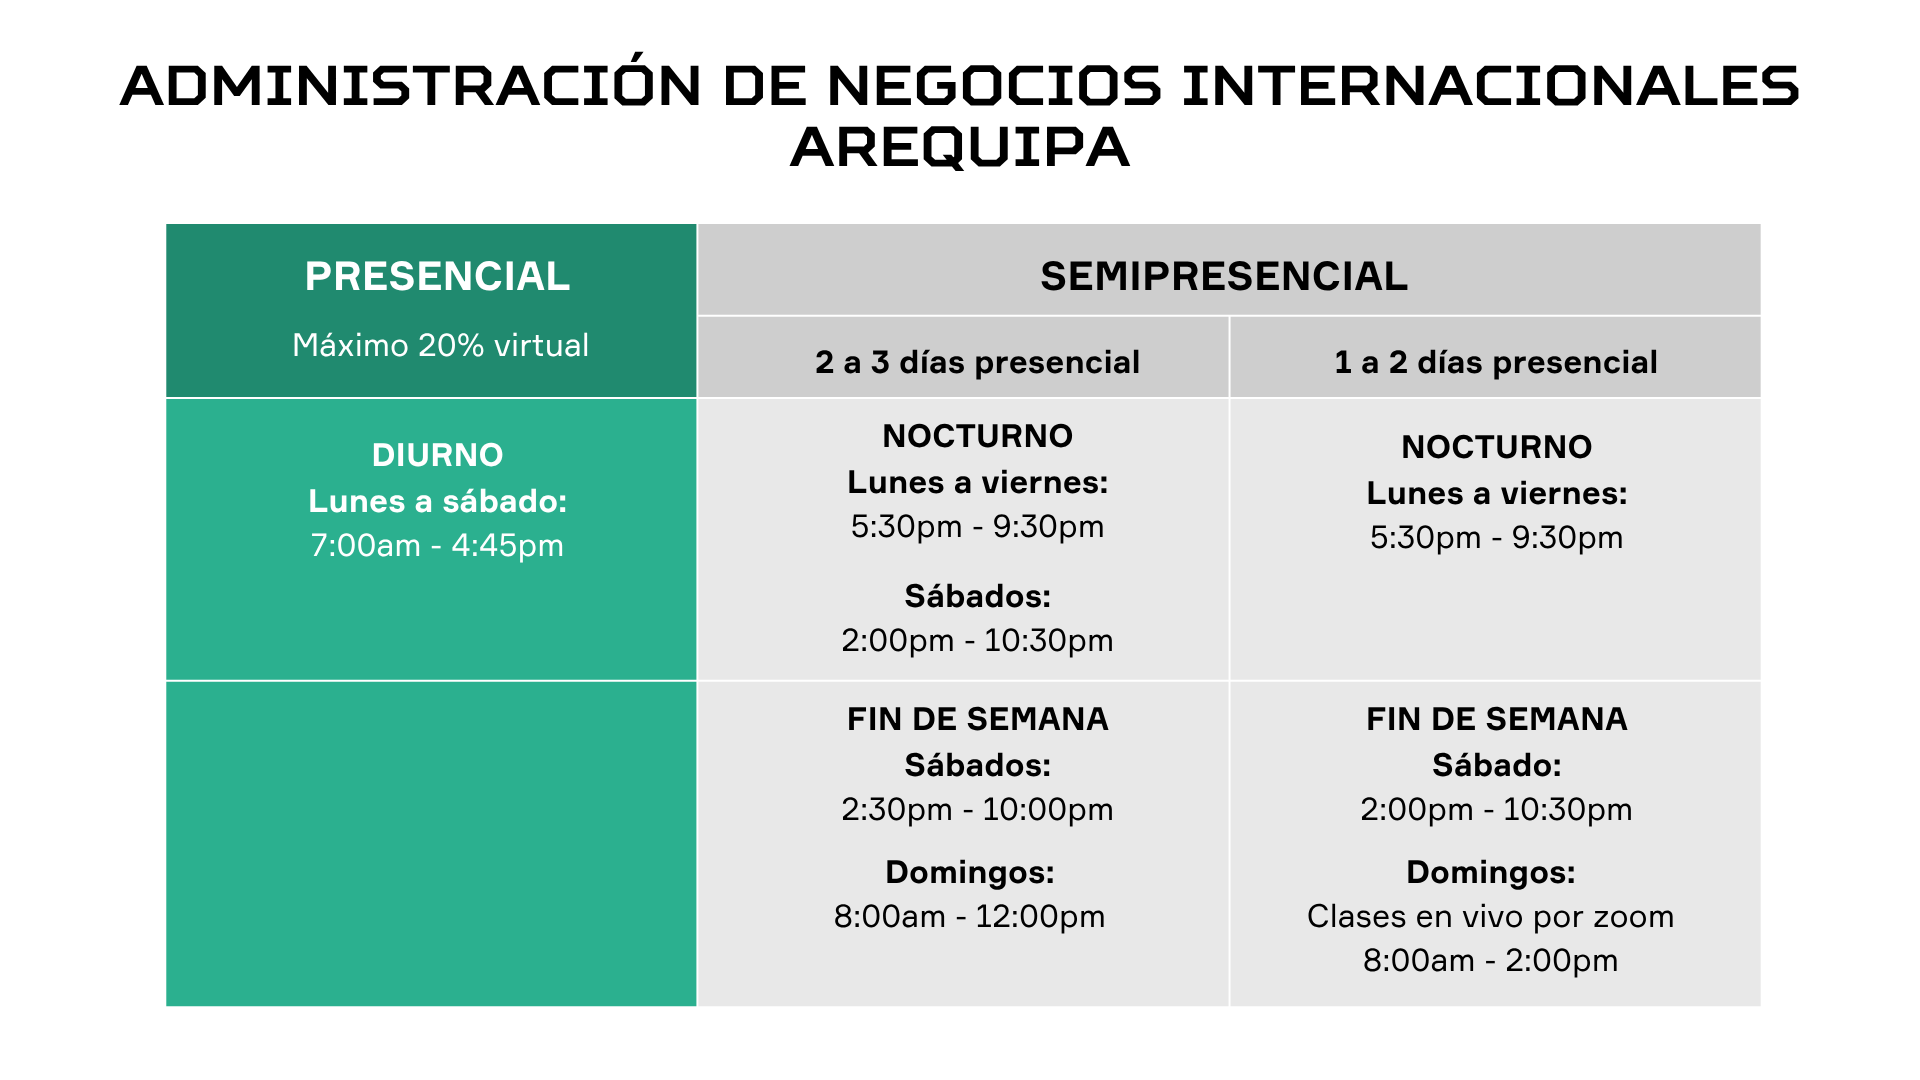 ADMINISTRACIÓN DE NEGOCIOS INTERNACIONALES
AREQUIPA
PRESENCIAL
Máximo 20% virtual
SEMIPRESENCIAL
2 a 3 días presencial
1 a 2 días presencial
DIURNO
Lunes a sábado:
7:00am - 4:45pm
NOCTURNO
Lunes a viernes:
5:30pm - 9:30pm
Sábados:
2:00pm - 10:30pm
NOCTURNO
Lunes a viernes:
5:30pm - 9:30pm
FIN DE SEMANA
Sábados:
2:30pm - 10:00pm
Domingos:
8:00am - 12:00pm
FIN DE SEMANA
Sábado:
2:00pm - 10:30pm
Domingos:
Clases en vivo por zoom
8:00am - 2:00pm